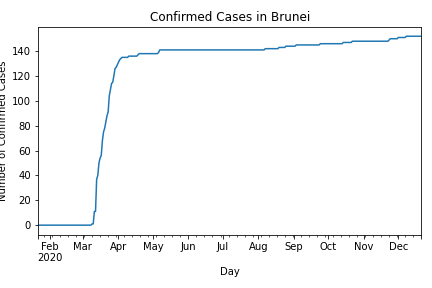 Confirmed Cases in Brunei
Number of Confirmed Cases
140
120
100
80
60
40
20
0
Feb Mar Apr May Jun Jul Aug Sep Oct Nov Dec
2020
Day